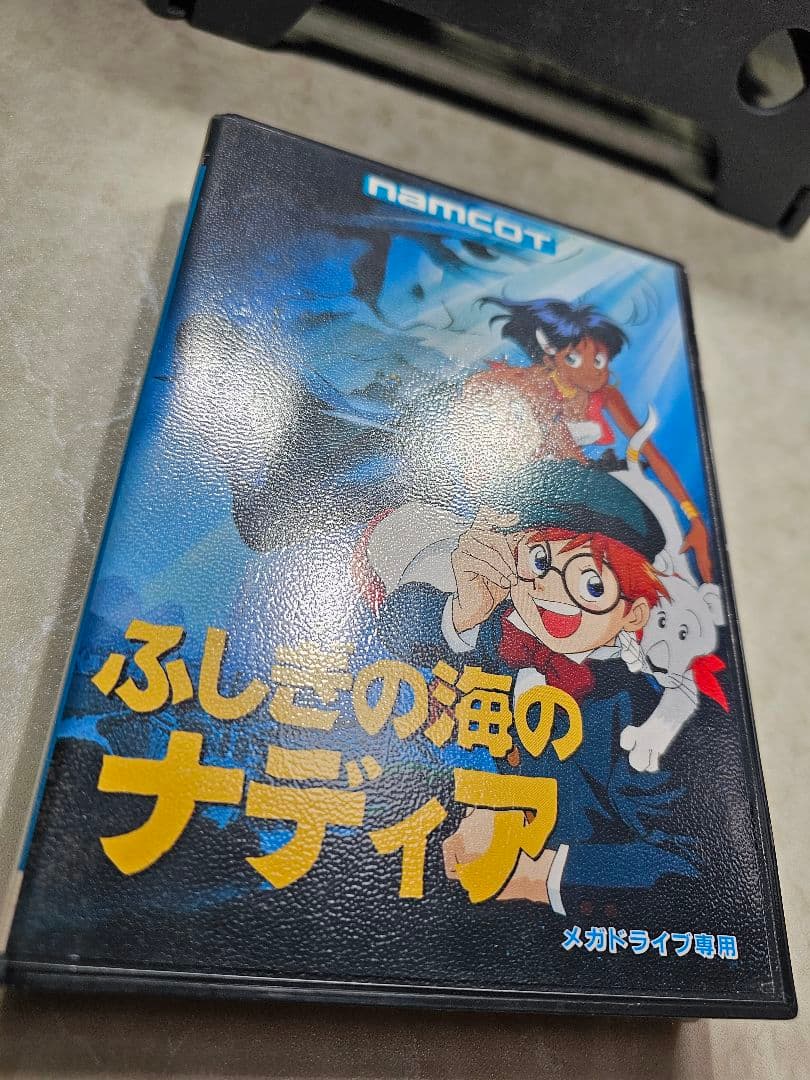 namcot
ふしぎの海の
ナディア
メガドライブ専用